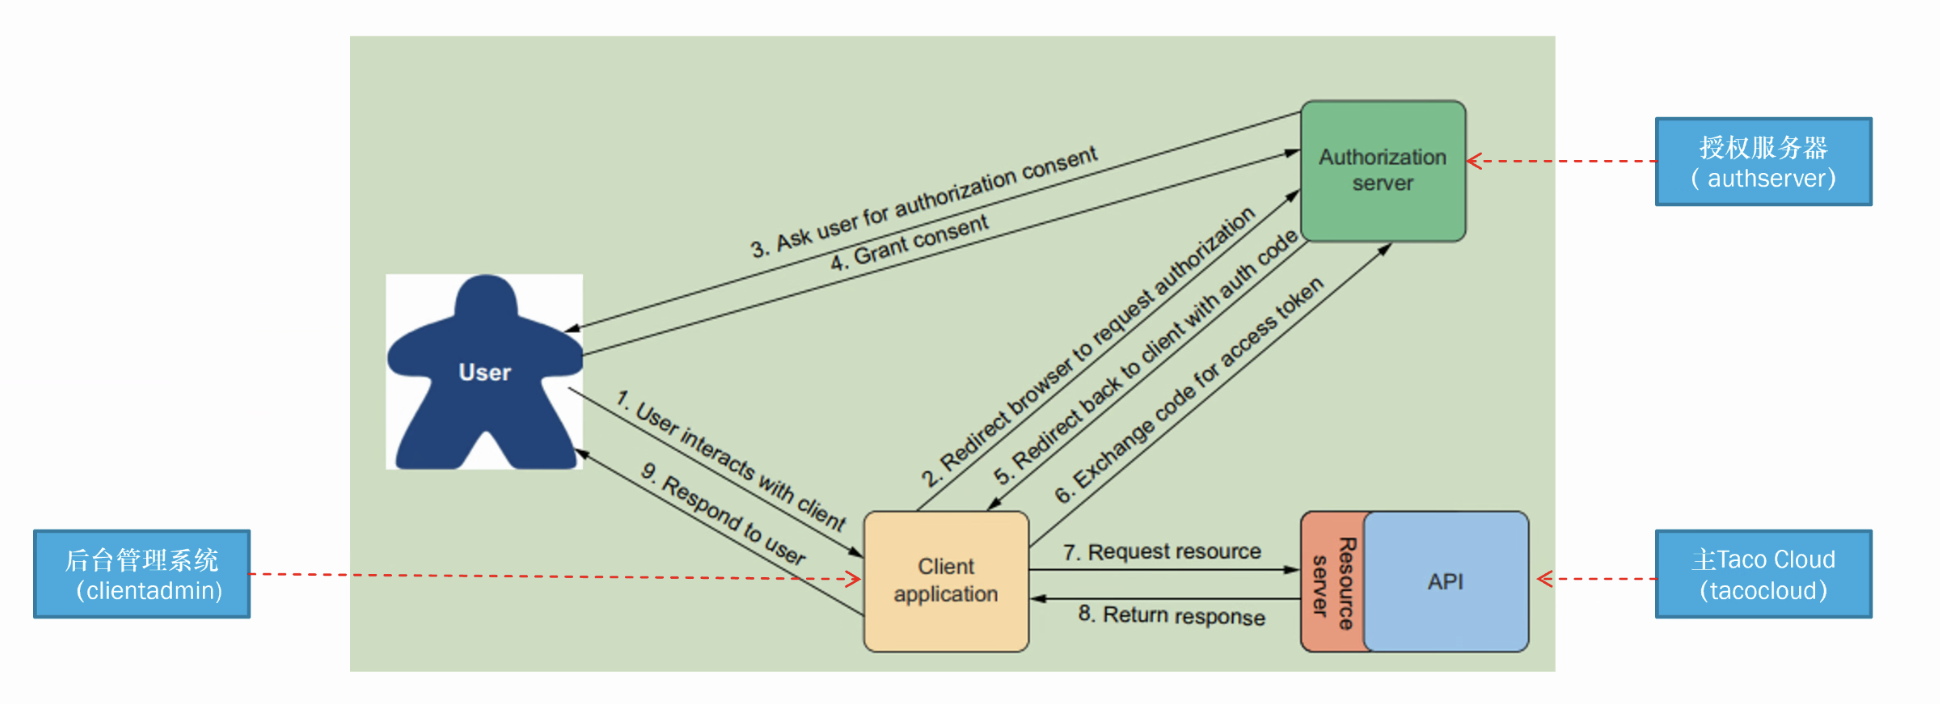 3. Ask user for authorization consent
4. Grant consent
Authorization
server
授权服务器
( authserver)
2. Redirect browser to request authorization
5. Redirect back to client with auth code
6. Exchange code for access token
User
1. User interacts with client
9. Respond to user
后台管理系统
(clientadmin)
Client
application
7. Request resource
8. Return response
Resource
server
API
主Taco Cloud
(tacocloud)